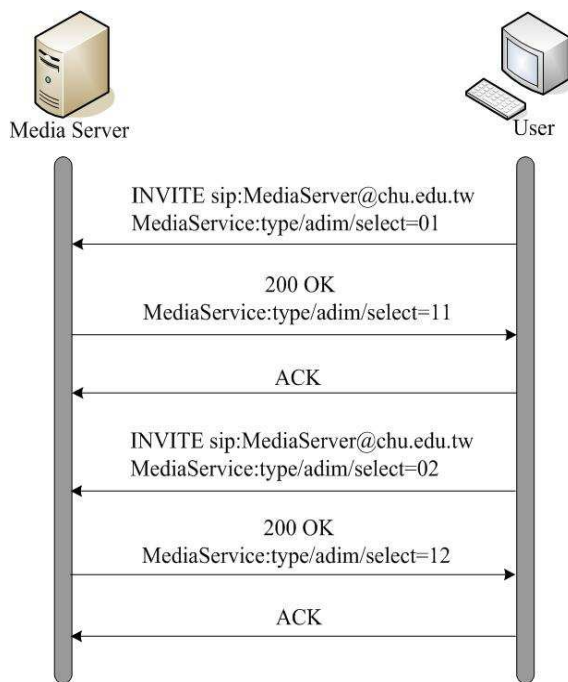 Media Server
User
INVITE sip:MediaServer@chu.edu.tw
MediaService:type/adim/select=01
200 OK
MediaService:type/adim/select=11
ACK
INVITE sip:MediaServer@chu.edu.tw
MediaService:type/adim/select=02
200 OK
MediaService:type/adim/select=12
ACK